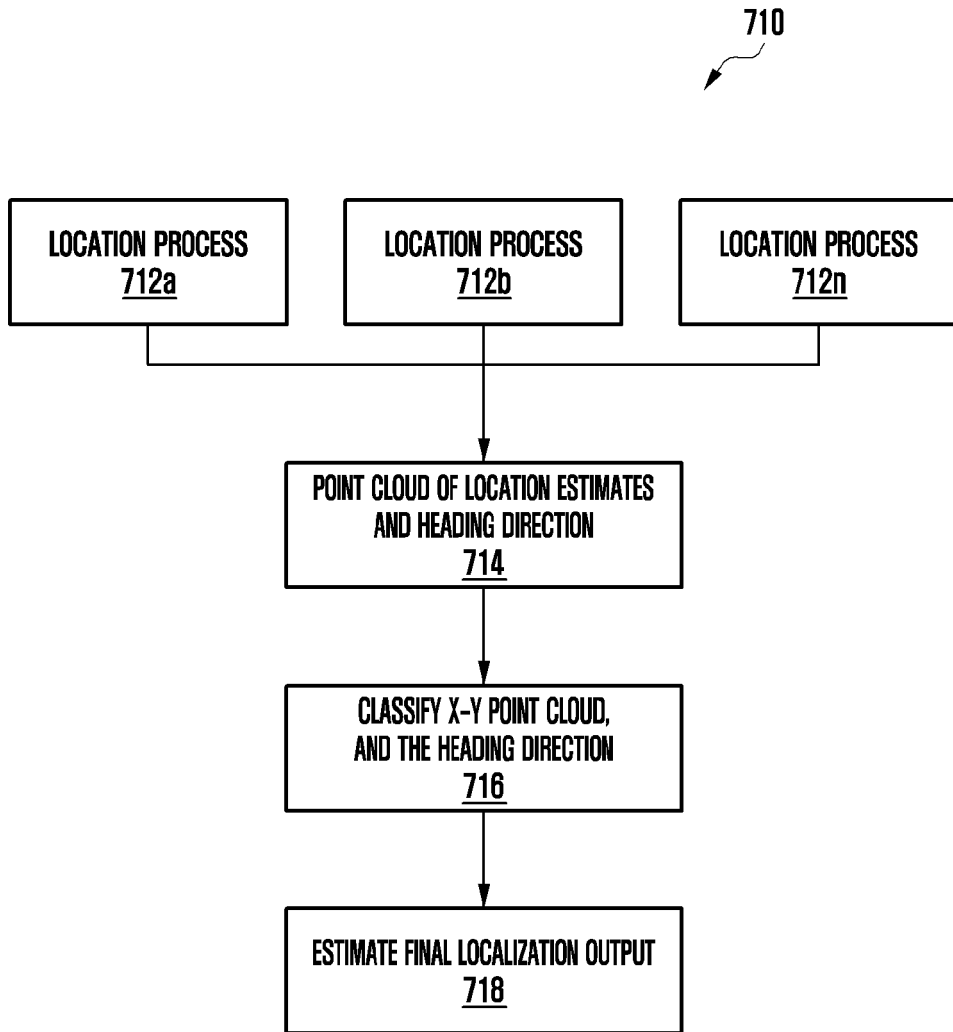 710
LOCATION PROCESS
712a
LOCATION PROCESS
712b
LOCATION PROCESS
712n
POINT CLOUD OF LOCATION ESTIMATES
AND HEADING DIRECTION
714
CLASSIFY X-Y POINT CLOUD,
AND THE HEADING DIRECTION
716
ESTIMATE FINAL LOCALIZATION OUTPUT
718